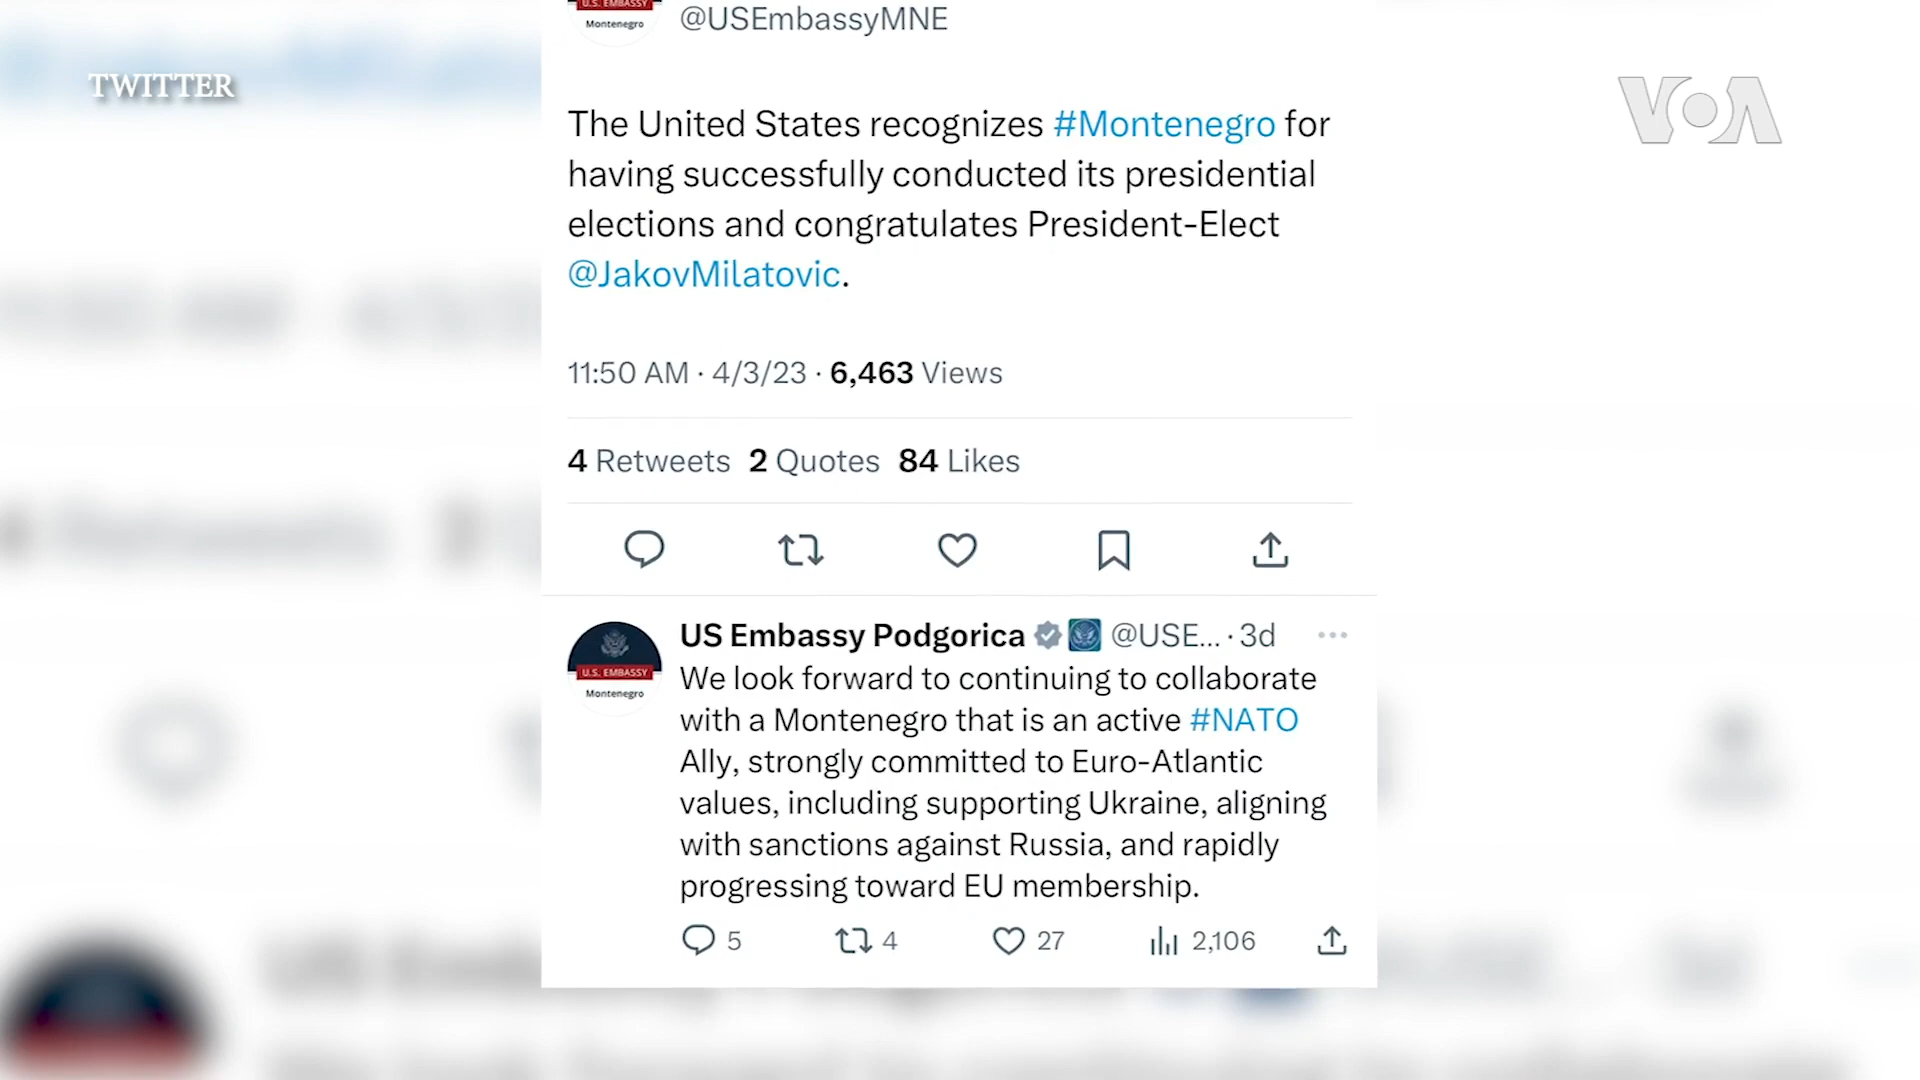 U.S. EMBASSY
Montenegro
@USEmbassyMNE
TWITTER
VOA
The United States recognizes #Montenegro for
having successfully conducted its presidential
elections and congratulates President-Elect
@JakovMilatovic.
11:50 AM · 4/3/23 · 6,463 Views
4 Retweets 2 Quotes 84 Likes
US Embassy Podgorica @USE... · 3d
U.S. EMBASSY
Montenegro
We look forward to continuing to collaborate
with a Montenegro that is an active #NATO
Ally, strongly committed to Euro-Atlantic
values, including supporting Ukraine, aligning
with sanctions against Russia, and rapidly
progressing toward EU membership.
5 4 27 2,106